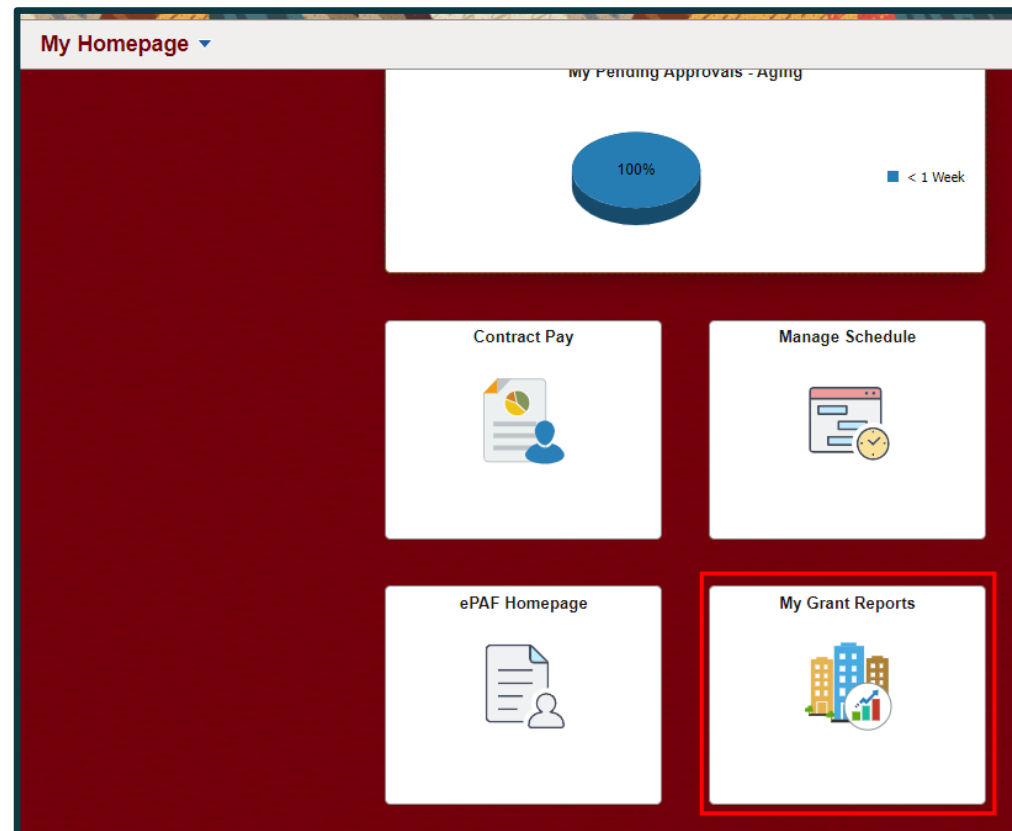 My Homepage
My Pending Approvals - Aging
100%
< 1 Week
Contract Pay
Manage Schedule
ePAF Homepage
My Grant Reports